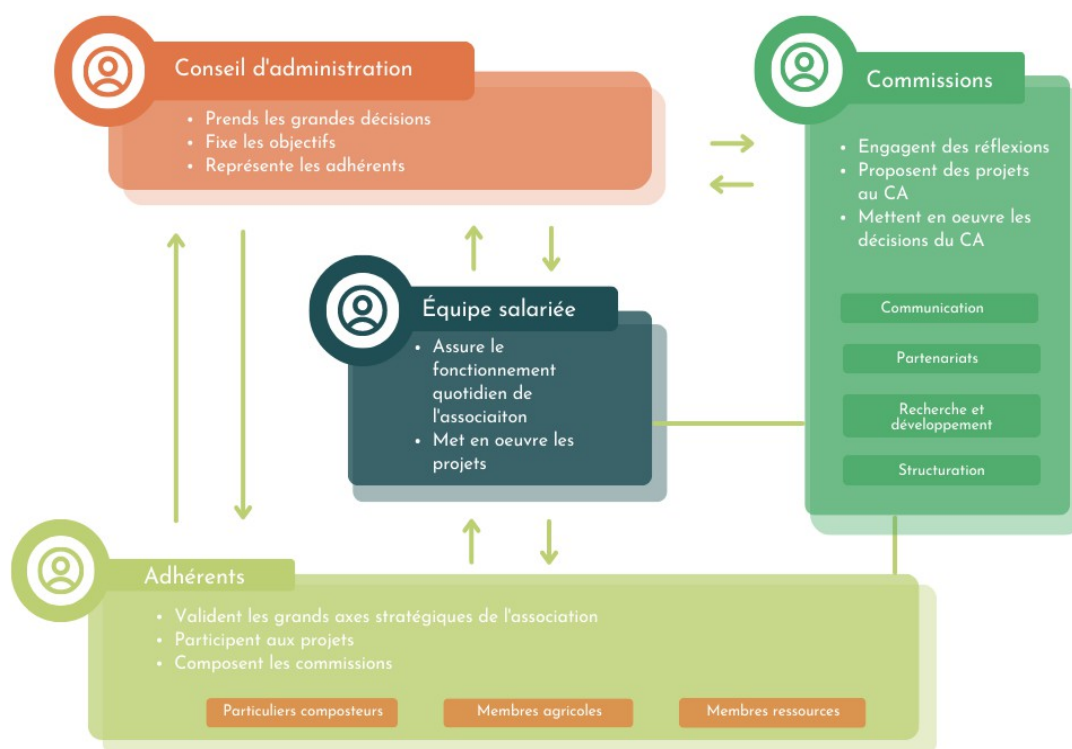 Conseil d'administration
• Prends les grandes décisions
• Fixe les objectifs
• Représente les adhérents
Commissions
• Engagent des réflexions
• Proposent des projets
au CA
• Mettent en oeuvre les
décisions du CA
Communication
Partenariats
Recherche et
développement
Structuration
Équipe salariée
• Assure le
fonctionnement
quotidien de
l'associaiton
• Met en oeuvre les
projets
Adhérents
• Valident les grands axes stratégiques de l'association
• Participent aux projets
• Composent les commissions
Particuliers composteurs
Membres agricoles
Membres ressources